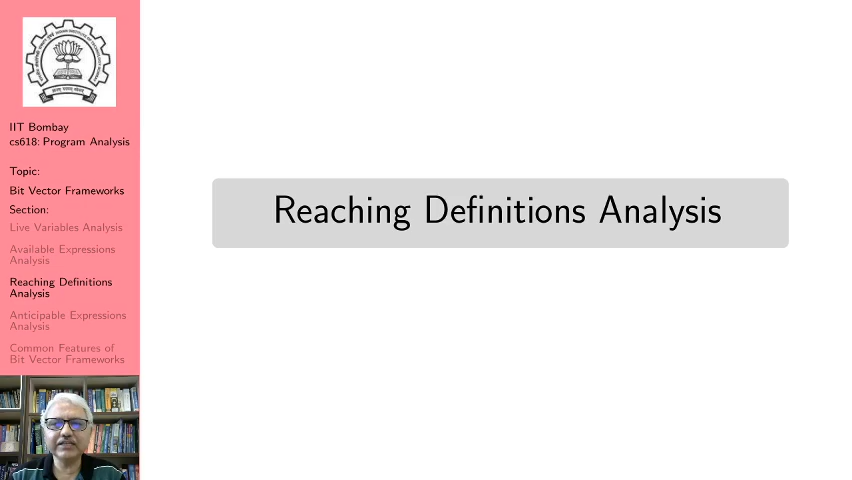 IIT Bombay
cs618: Program Analysis
Topic:
Bit Vector Frameworks
Section:
Live Variables Analysis
Available Expressions
Analysis
Reaching Definitions
Analysis
Anticipable Expressions
Analysis
Common Features of
Bit Vector Frameworks
Reaching Definitions Analysis